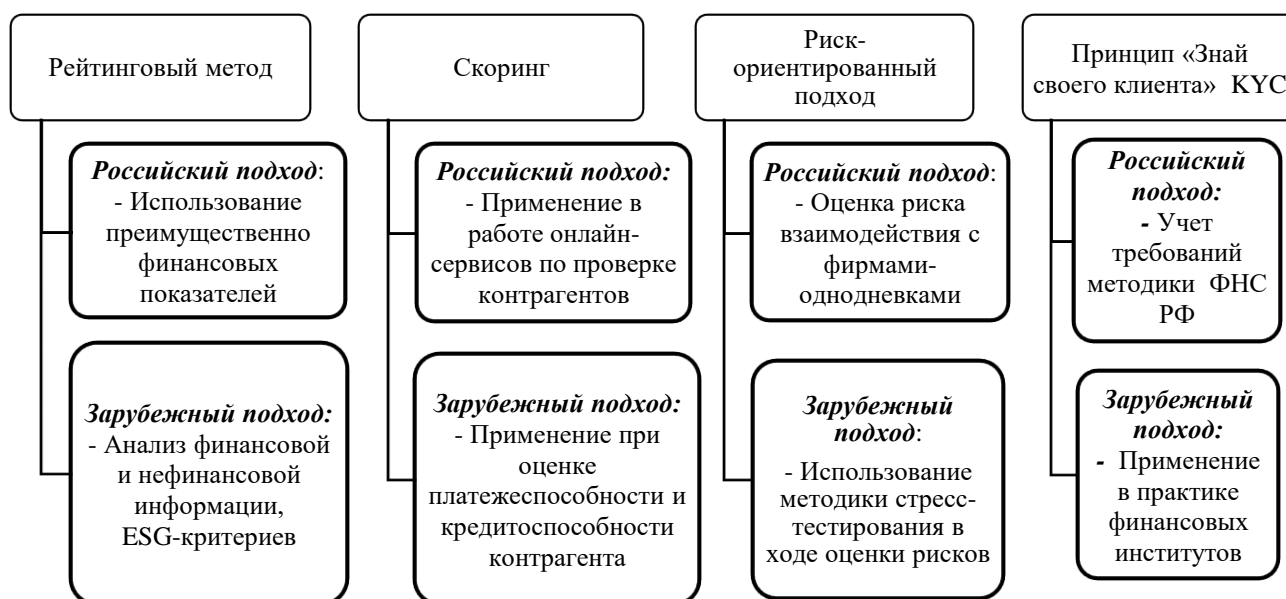 Рейтинговый метод
Российский подход:
- Использование
преимущественно
финансовых
показателей
Зарубежный подход:
- Анализ финансовой
и нефинансовой
информации,
ESG-критериев
Скоринг
Российский подход:
- Применение в
работе онлайн-
сервисов по проверке
контрагентов
Зарубежный подход:
- Применение при
оценке
платежеспособности и
кредитоспособности
контрагента
Риск-
ориентированный
подход
Российский подход:
- Оценка риска
взаимодействия с
фирмами-
однодневками
Зарубежный
подход:
- Использование
методики стресс-
тестирования в
ходе оценки рисков
Принцип «Знай
своего клиента» KYC
Российский
подход:
- Учет
требований
методики ФНС
РФ
Зарубежный
подход:
- Применение
в практике
финансовых
институтов